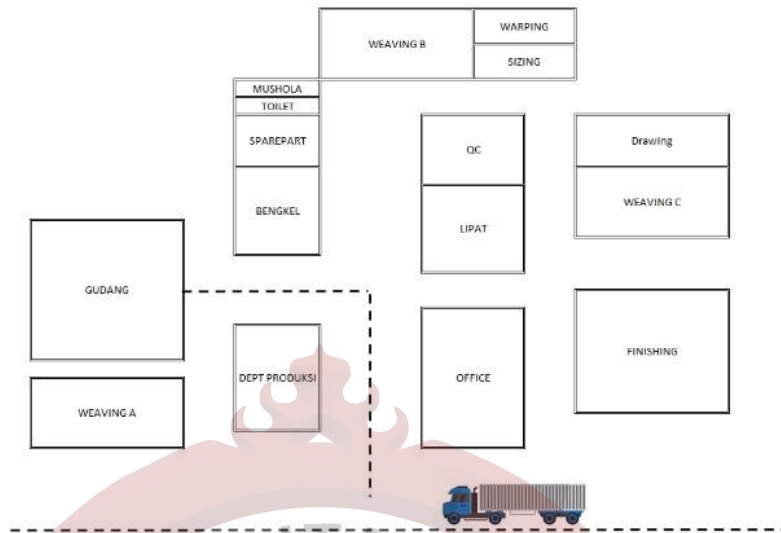 WEAVING B
WARPING
SIZING
MUSHOLA
TOILET
SPAREPART
BENGKEL
QC
LIPAT
Drawing
WEAVING C
GUDANG
WEAVING A
DEPT PRODUKSI
OFFICE
FINISHING